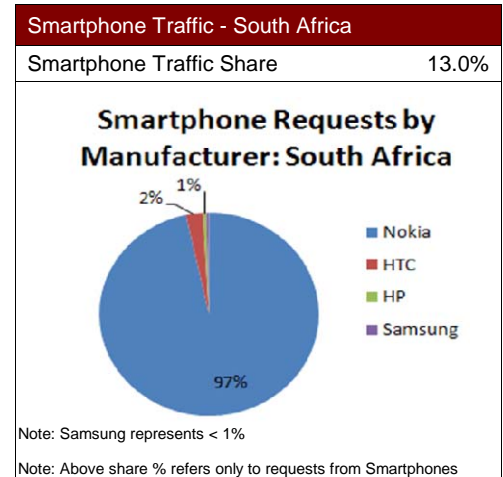 Smartphone Traffic - South Africa
Smartphone Traffic Share 13.0%
Smartphone Requests by
Manufacturer: South Africa
1%
2%
Nokia
HTC
HP
Samsung
97%
Note: Samsung represents < 1%
Note: Above share % refers only to requests from Smartphones